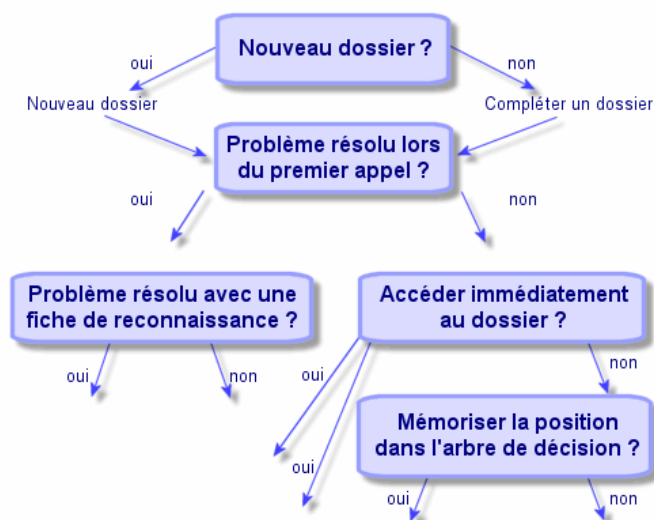 Nouveau dossier ?
oui
non
Nouveau dossier
Compléter un dossier
Problème résolu lors
du premier appel ?
oui
non
Problème résolu avec une
fiche de reconnaissance ?
Accéder immédiatement
au dossier ?
oui
non
oui
non
oui
Mémoriser la position
dans l'arbre de décision ?
oui
non